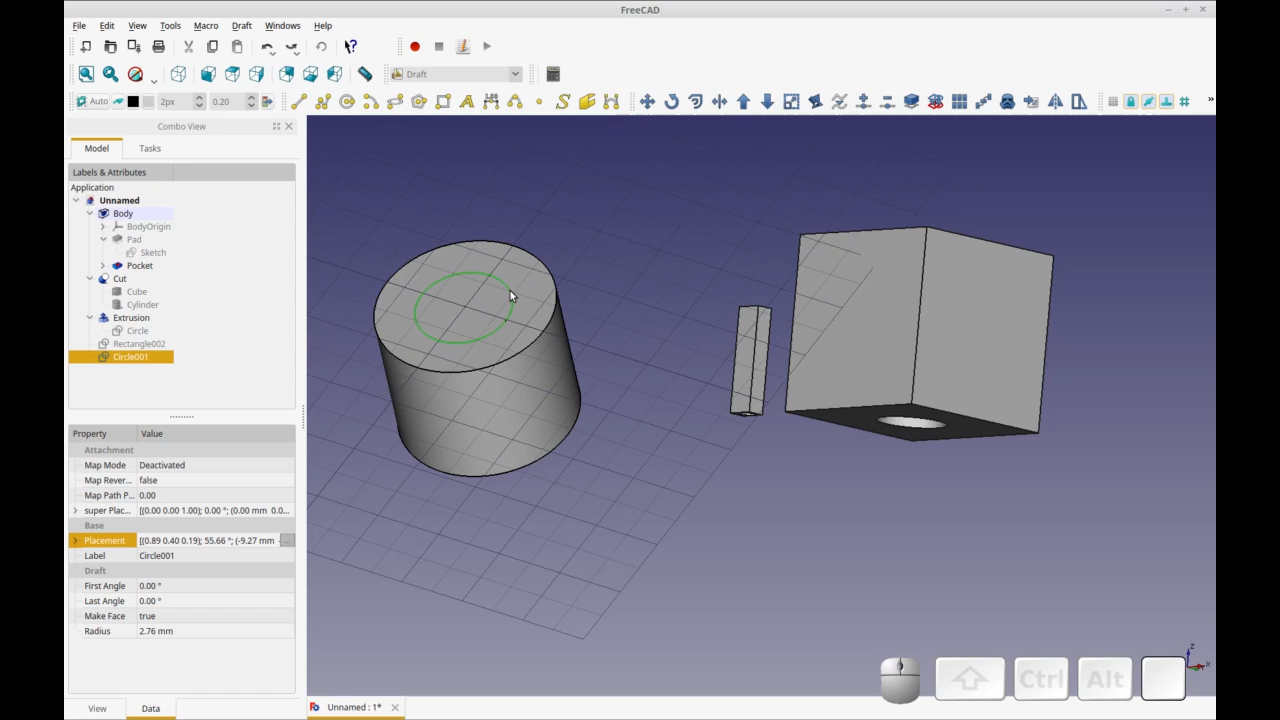 FreeCAD
File Edit View Tools Macro Draft Windows Help
Draft
Auto 2px 0.20
»
Combo View
Model Tasks
Labels & Attributes
Application
Unnamed
Body
BodyOrigin
Pad
Sketch
Pocket
Cut
Cube
Cylinder
Extrusion
Circle
Rectangle002
Circle001
Property Value
Attachment
Map Mode Deactivated
Map Rever... false
Map Path P... 0.00
super Plac... [(0.00 0.00 1.00); 0.00 °; (0.00 mm 0.0...
Base
Placement [(0.89 0.40 0.19); 55.66 °; (-9.27 mm ...
Label Circle001
Draft
First Angle 0.00 °
Last Angle 0.00 °
Make Face true
Radius 2.76 mm
Z
X
Ctrl Alt
View Data
Unnamed : 1*